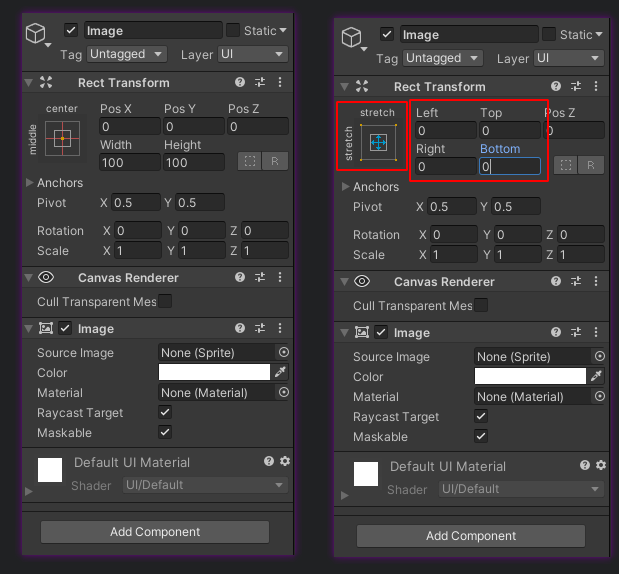 Image
Static
Tag Untagged Layer UI
Rect Transform
center
middle
Pos X Pos Y Pos Z
0 0 0
Width Height
100 100
R
Anchors
Pivot X 0.5 Y 0.5
Rotation X 0 Y 0 Z 0
Scale X 1 Y 1 Z 1
Canvas Renderer
Cull Transparent Mes
Image
Source Image None (Sprite)
Color
Material None (Material)
Raycast Target
Maskable
Default UI Material
Shader UI/Default
Add Component
Image
Static
Tag Untagged Layer UI
Rect Transform
stretch
stretch
Left Top Pos Z
0 0 0
Right Bottom
0 0
R
Anchors
Pivot X 0.5 Y 0.5
Rotation X 0 Y 0 Z 0
Scale X 1 Y 1 Z 1
Canvas Renderer
Cull Transparent Mes
Image
Source Image None (Sprite)
Color
Material None (Material)
Raycast Target
Maskable
Default UI Material
Shader UI/Default
Add Component